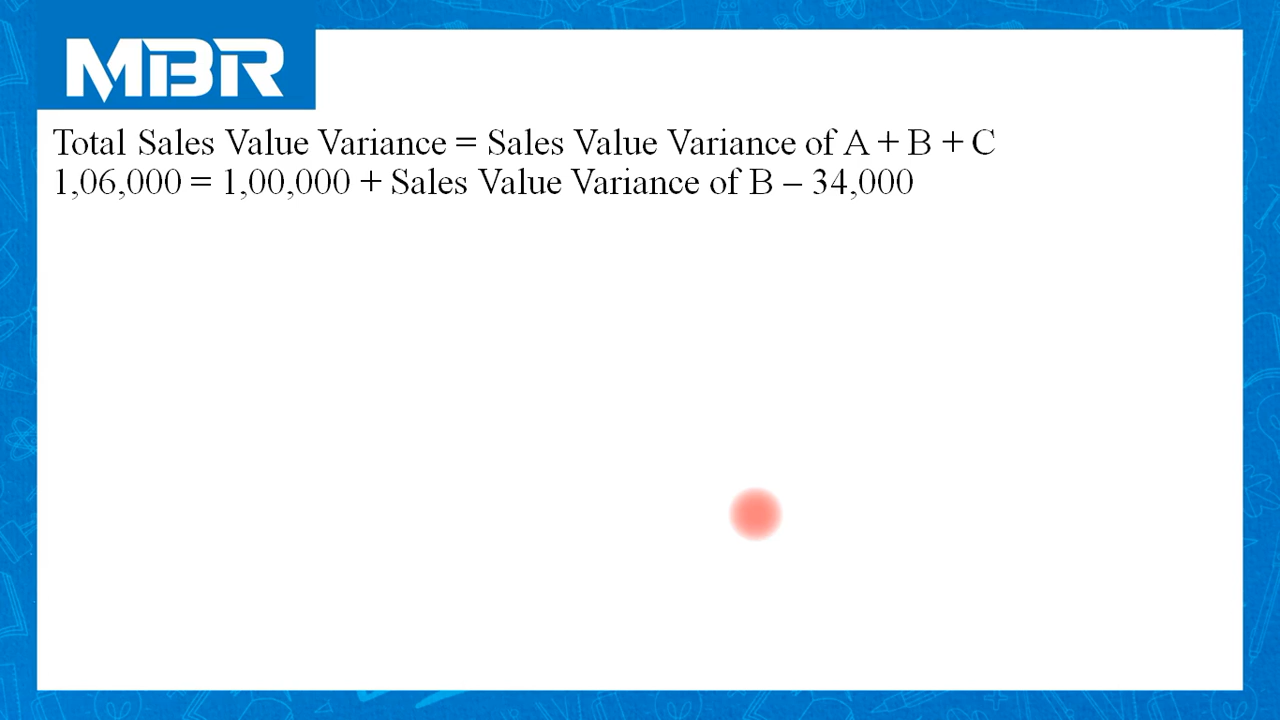 MBR
Total Sales Value Variance = Sales Value Variance of A + B + C
1,06,000 = 1,00,000 + Sales Value Variance of B – 34,000